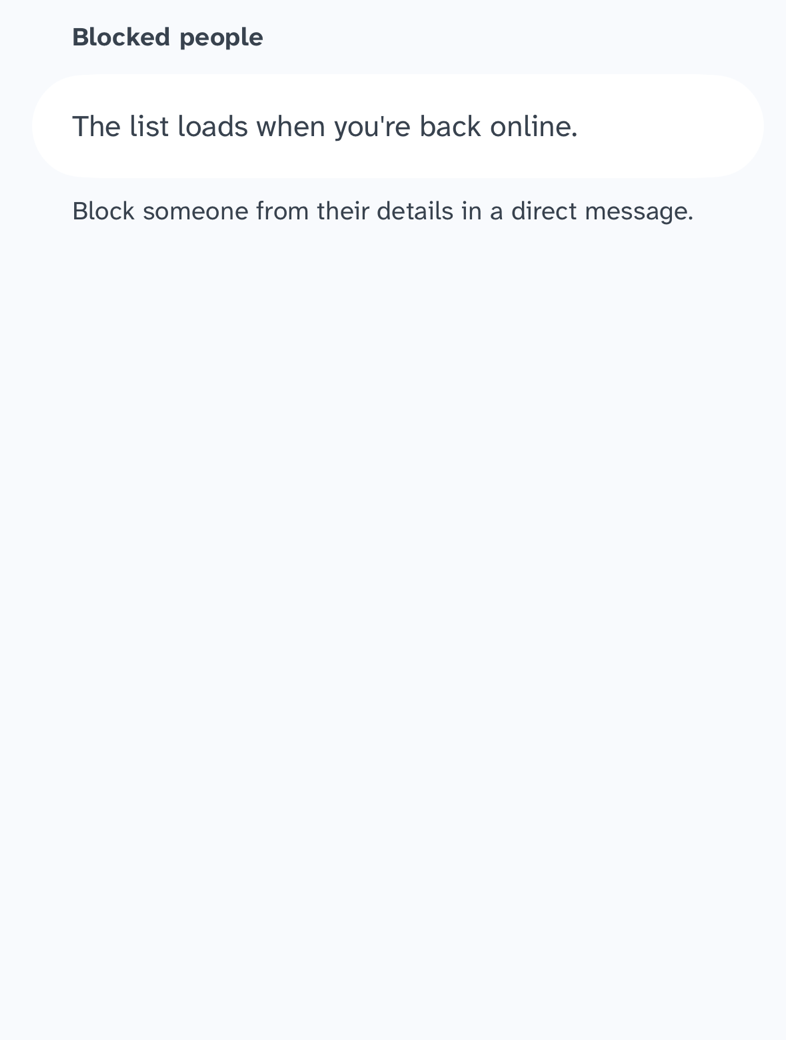 Blocked people
The list loads when you're back online.
Block someone from their details in a direct message.